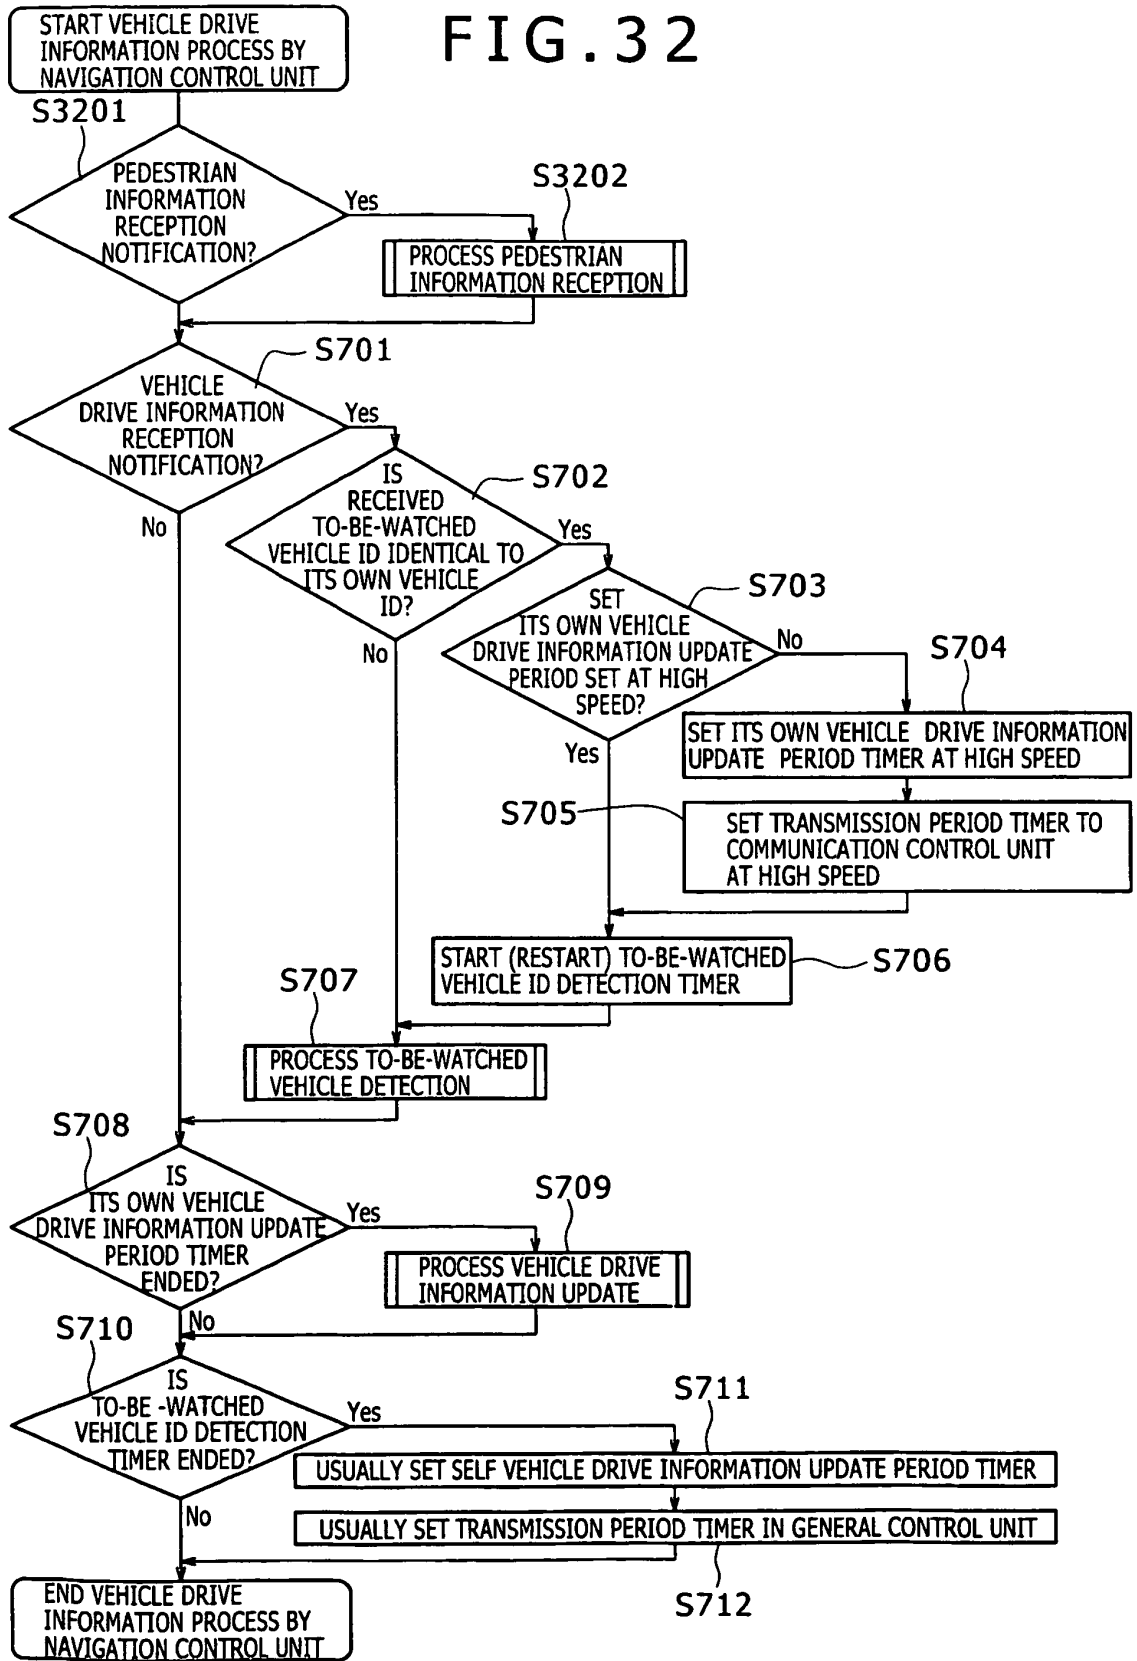 START VEHICLE DRIVE
INFORMATION PROCESS BY
NAVIGATION CONTROL UNIT
FIG.32
S3201
PEDESTRIAN
INFORMATION
RECEPTION
NOTIFICATION?
Yes
S3202
PROCESS PEDESTRIAN
INFORMATION RECEPTION
S701
VEHICLE
DRIVE INFORMATION
RECEPTION
NOTIFICATION?
Yes
No
S702
IS
RECEIVED
TO-BE-WATCHED
VEHICLE ID IDENTICAL TO
ITS OWN VEHICLE
ID?
Yes
No
S703
SET
ITS OWN VEHICLE
DRIVE INFORMATION UPDATE
PERIOD SET AT HIGH
SPEED?
No
Yes
S704
SET ITS OWN VEHICLE DRIVE INFORMATION
UPDATE PERIOD TIMER AT HIGH SPEED
S705
SET TRANSMISSION PERIOD TIMER TO
COMMUNICATION CONTROL UNIT
AT HIGH SPEED
START (RESTART) TO-BE-WATCHED
VEHICLE ID DETECTION TIMER
S706
S707
PROCESS TO-BE-WATCHED
VEHICLE DETECTION
S708
IS
ITS OWN VEHICLE
DRIVE INFORMATION UPDATE
PERIOD TIMER
ENDED?
Yes
No
S709
PROCESS VEHICLE DRIVE
INFORMATION UPDATE
S710
IS
TO-BE -WATCHED
VEHICLE ID DETECTION
TIMER ENDED?
Yes
No
S711
USUALLY SET SELF VEHICLE DRIVE INFORMATION UPDATE PERIOD TIMER
USUALLY SET TRANSMISSION PERIOD TIMER IN GENERAL CONTROL UNIT
S712
END VEHICLE DRIVE
INFORMATION PROCESS BY
NAVIGATION CONTROL UNIT